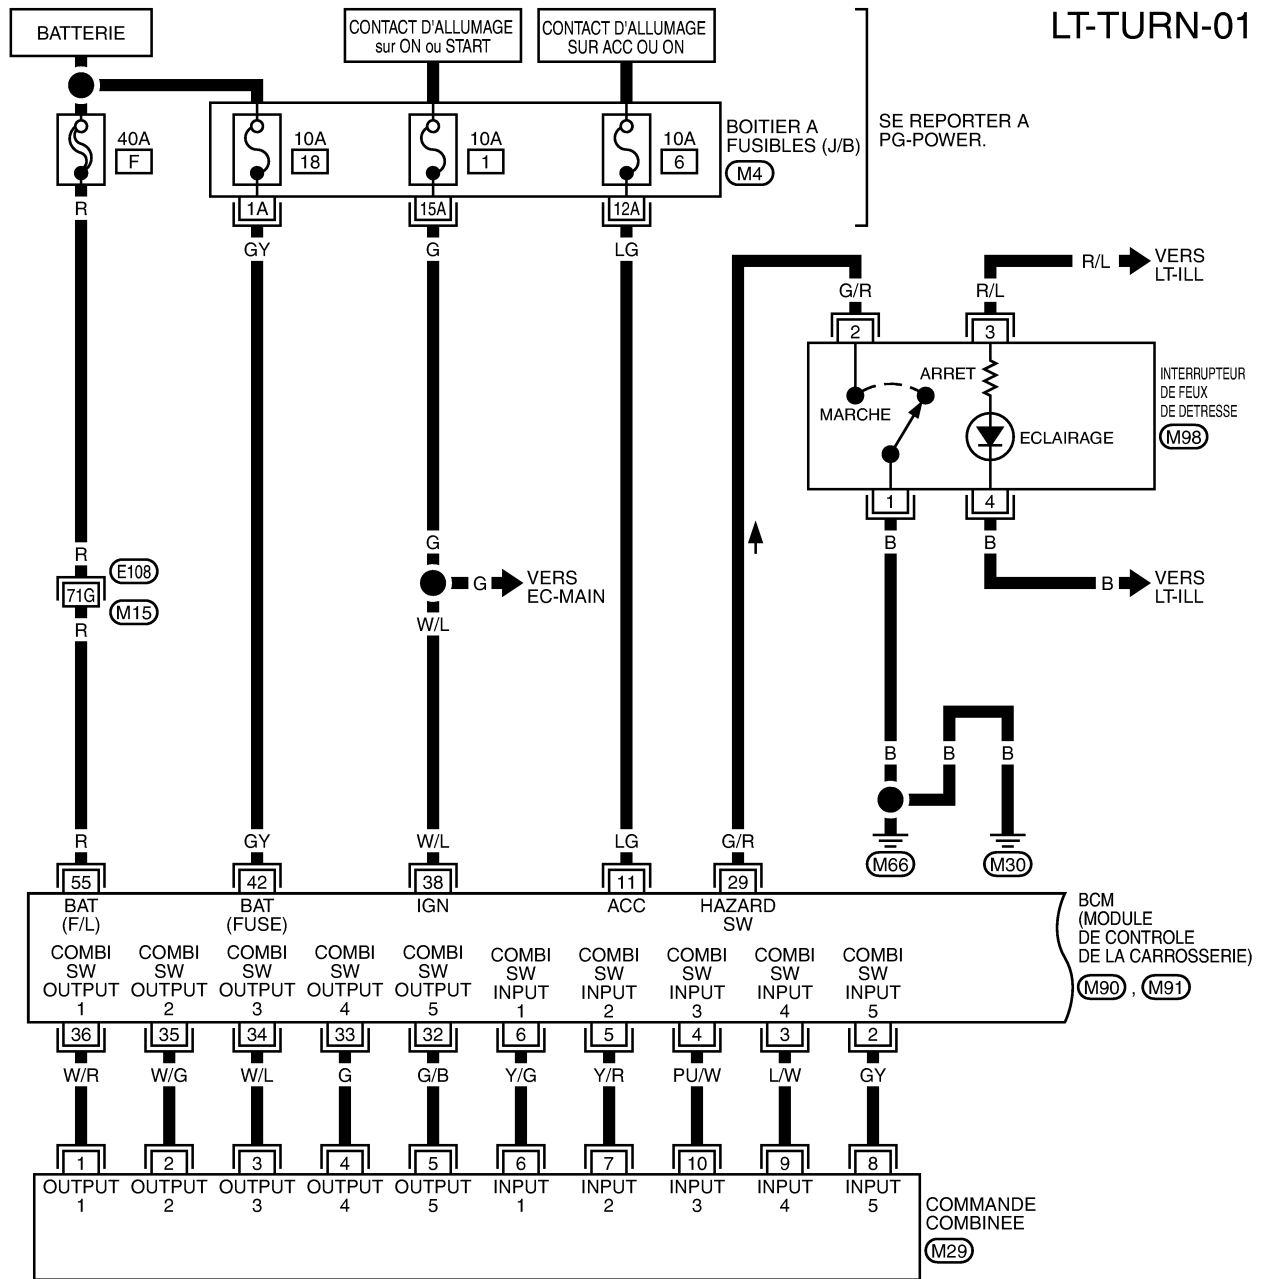 LT-TURN-01
BATTERIE
CONTACT D'ALLUMAGE
sur ON ou START
CONTACT D'ALLUMAGE
SUR ACC OU ON
40A
F
10A
18
10A
1
10A
6
BOITIER A
FUSIBLES (J/B)
M4
SE REPORTER A
PG-POWER.
R
1A
15A
12A
GY
G
LG
R/L
VERS
LT-ILL
G/R
R/L
2
3
ARRET
MARCHE
ECLAIRAGE
INTERRUPTEUR
DE FEUX
DE DETRESSE
M98
1
4
B
B
R
G
E108
71G
M15
G
VERS
EC-MAIN
B
VERS
LT-ILL
R
W/L
B
B
B
M66
M30
R
GY
W/L
LG
G/R
55
42
38
11
29
BAT
(F/L)
BAT
(FUSE)
IGN
ACC
HAZARD
SW
BCM
(MODULE
DE CONTROLE
DE LA CARROSSERIE)
M90 , M91
COMBI
SW
OUTPUT
1
COMBI
SW
OUTPUT
2
COMBI
SW
OUTPUT
3
COMBI
SW
OUTPUT
4
COMBI
SW
OUTPUT
5
COMBI
SW
INPUT
1
COMBI
SW
INPUT
2
COMBI
SW
INPUT
3
COMBI
SW
INPUT
4
COMBI
SW
INPUT
5
36
35
34
33
32
6
5
4
3
2
W/R
W/G
W/L
G
G/B
Y/G
Y/R
PU/W
L/W
GY
1
2
3
4
5
6
7
10
9
8
OUTPUT
1
OUTPUT
2
OUTPUT
3
OUTPUT
4
OUTPUT
5
INPUT
1
INPUT
2
INPUT
3
INPUT
4
INPUT
5
COMMANDE
COMBINEE
M29